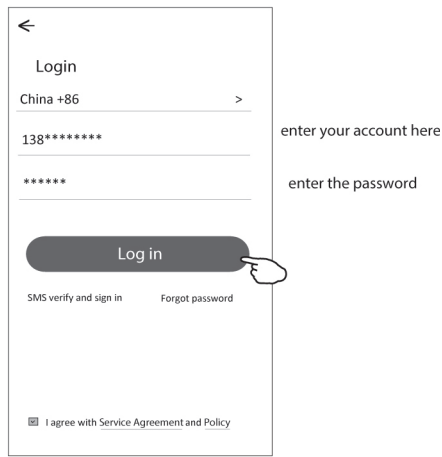 Login
China +86 >
138********
enter your account here
******
enter the password
Log in
SMS verify and sign in Forgot password
I agree with Service Agreement and Policy